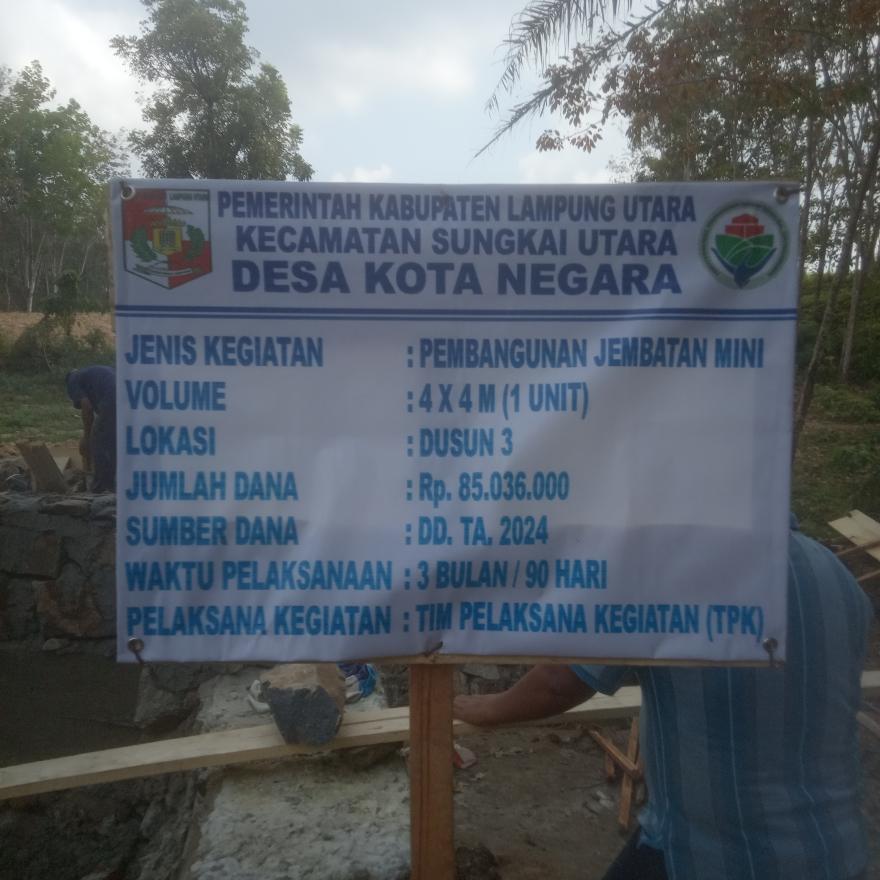 LAMPUNG UTARA
PEMERINTAH KABUPATEN LAMPUNG UTARA
KECAMATAN SUNGKAI UTARA
DESA KOTA NEGARA
JENIS KEGIATAN : PEMBANGUNAN JEMBATAN MINI
VOLUME : 4 X 4 M (1 UNIT)
LOKASI : DUSUN 3
JUMLAH DANA : Rp. 85.036.000
SUMBER DANA : DD. TA. 2024
WAKTU PELAKSANAAN : 3 BULAN / 90 HARI
PELAKSANA KEGIATAN : TIM PELAKSANA KEGIATAN (TPK)